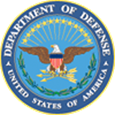 DEPARTMENT OF DEFENSE
UNITED STATES OF AMERICA